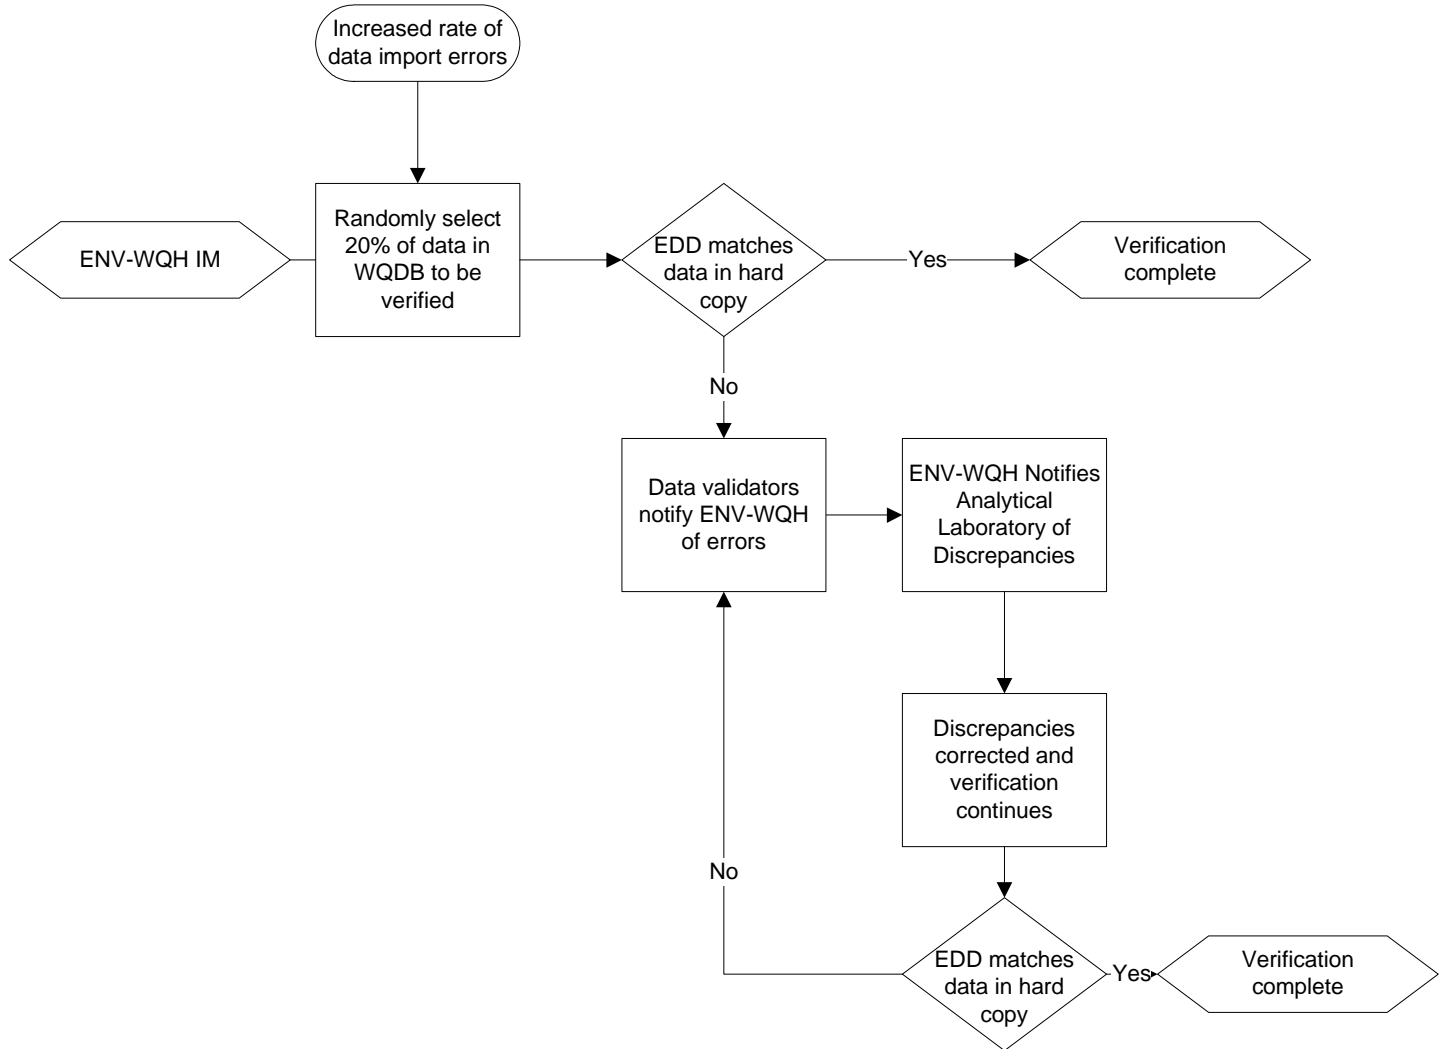 Increased rate of
data import errors
ENV-WQH IM
Randomly select
20% of data in
WQDB to be
verified
EDD matches
data in hard
copy
Yes
Verification
complete
No
Data validators
notify ENV-WQH
of errors
ENV-WQH Notifies
Analytical
Laboratory of
Discrepancies
Discrepancies
corrected and
verification
continues
No
EDD matches
data in hard
copy
Yes
Verification
complete